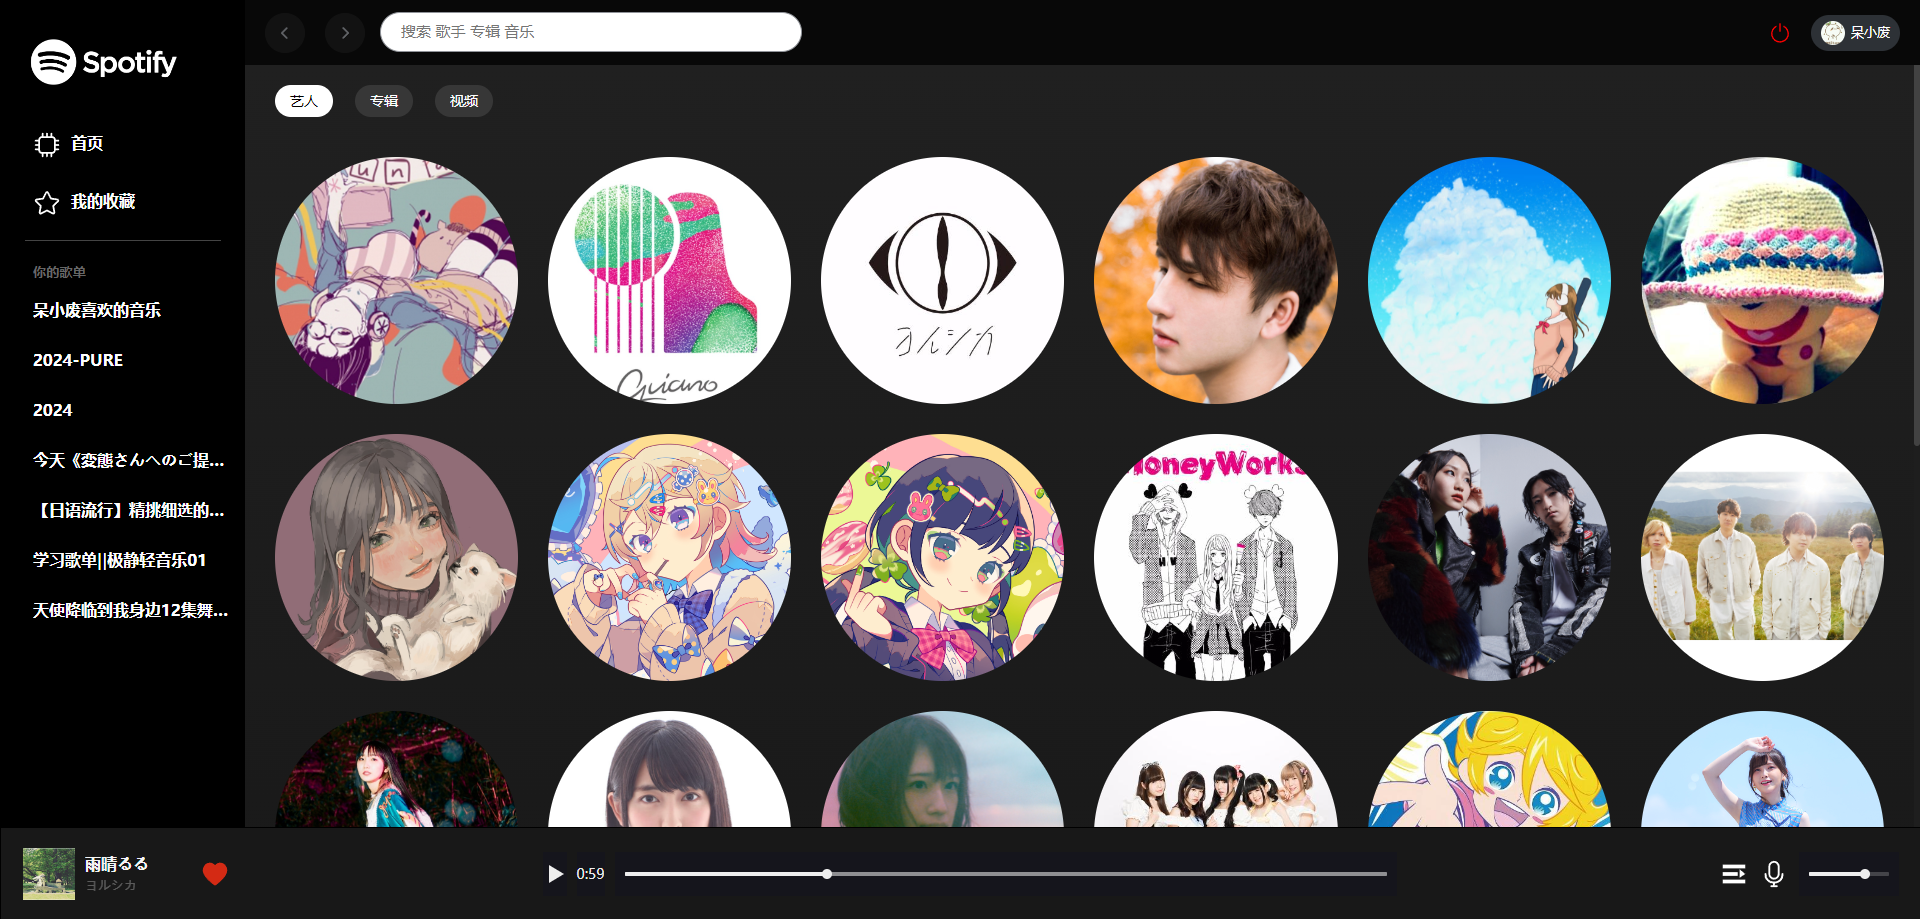 Spotify
首页
我的收藏
你的歌单
呆小废喜欢的音乐
2024-PURE
2024
今天《変態さんへのご提...
【日语流行】精挑细选的...
学习歌单||极静轻音乐01
天使降临到我身边12集舞...
搜索 歌手 专辑 音乐
呆小废
艺人
专辑
视频
Guiano
ヨルシカ
HoneyWorks
雨晴るる
ヨルシカ
0:59